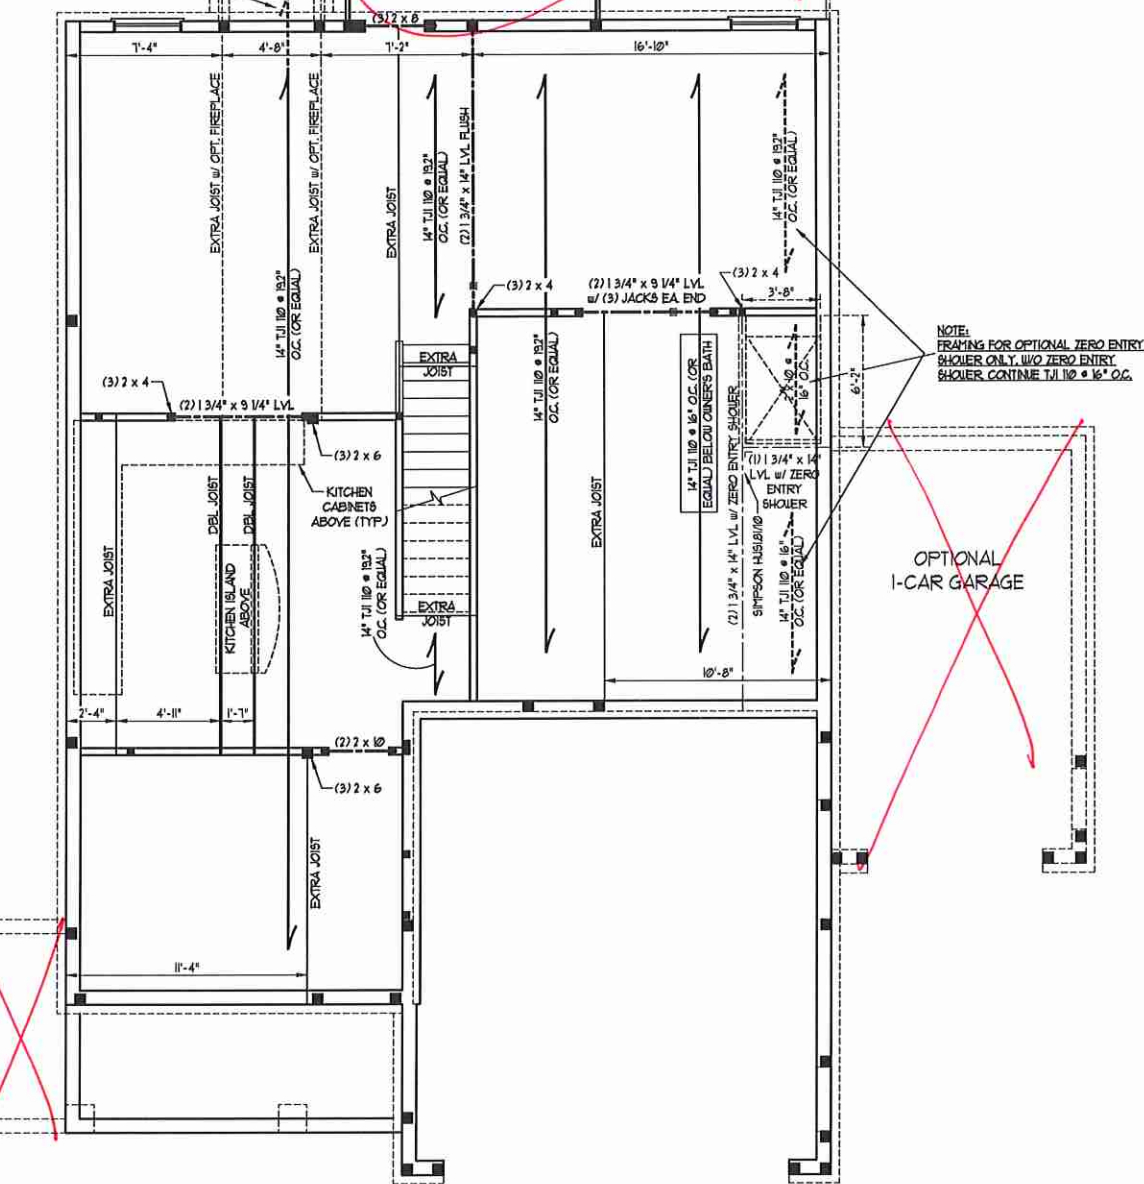 (3) 2 x 8
7'-4"
4'-8"
7'-2"
16'-10"
EXTRA JOIST w/ OPT. FIREPLACE
14" TJI 110 @ 19.2"
O.C. (OR EQUAL)
EXTRA JOIST w/ OPT. FIREPLACE
EXTRA JOIST
14" TJI 110 @ 19.2"
O.C. (OR EQUAL)
(2) 1 3/4" x 14" LVL FLUSH
14" TJI 110 @ 19.2"
O.C. (OR EQUAL)
(3) 2 x 4
(2) 1 3/4" x 9 1/4" LVL
w/ (3) JACKS EA. END
(3) 2 x 4
3'-8"
NOTE:
FRAMING FOR OPTIONAL ZERO ENTRY
SHOWER ONLY. W/O ZERO ENTRY
SHOWER CONTINUE TJI 110 @ 16" O.C.
6'-2"
2 x 10 @
16" O.C.
14" TJI 110 @ 19.2"
O.C. (OR EQUAL)
14" TJI 110 @ 16" O.C. (OR
EQUAL) BELOW OWNER'S BATH
EXTRA
JOIST
(3) 2 x 4
(2) 1 3/4" x 9 1/4" LVL
(3) 2 x 6
KITCHEN
CABINETS
ABOVE (TYP.)
(1) 1 3/4" x 14"
LVL w/ ZERO
ENTRY
SHOWER
EXTRA JOIST
DBL JOIST
DBL JOIST
KITCHEN ISLAND
ABOVE
14" TJI 110 @ 19.2"
O.C. (OR EQUAL)
EXTRA
JOIST
EXTRA JOIST
(2) 1 3/4" x 14" LVL w/ ZERO ENTRY SHOWER
SIMPSON HUS1.81/10
14" TJI 110 @ 16"
O.C. (OR EQUAL)
OPTIONAL
1-CAR GARAGE
10'-8"
2'-4"
4'-11"
1'-7"
(2) 2 x 10
(3) 2 x 6
EXTRA JOIST
11'-4"